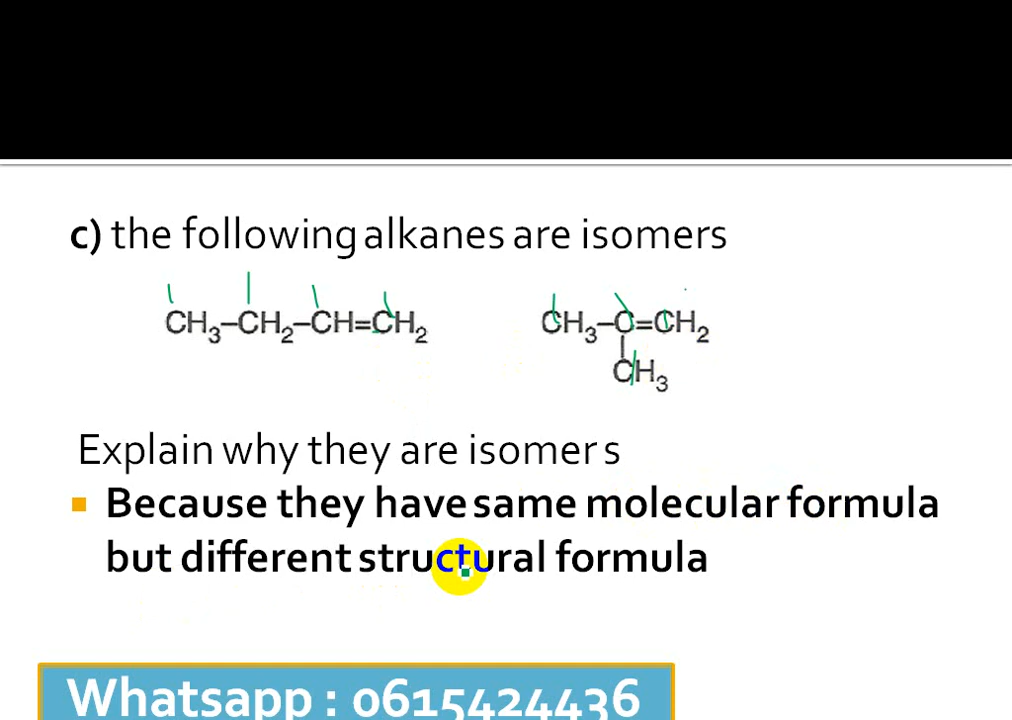 c) the following alkanes are isomers
CH₃–CH₂–CH=CH₂ CH₃–C=CH₂
|
CH₃
Explain why they are isomers
Because they have same molecular formula
but different structural formula
Whatsapp : 0615424436